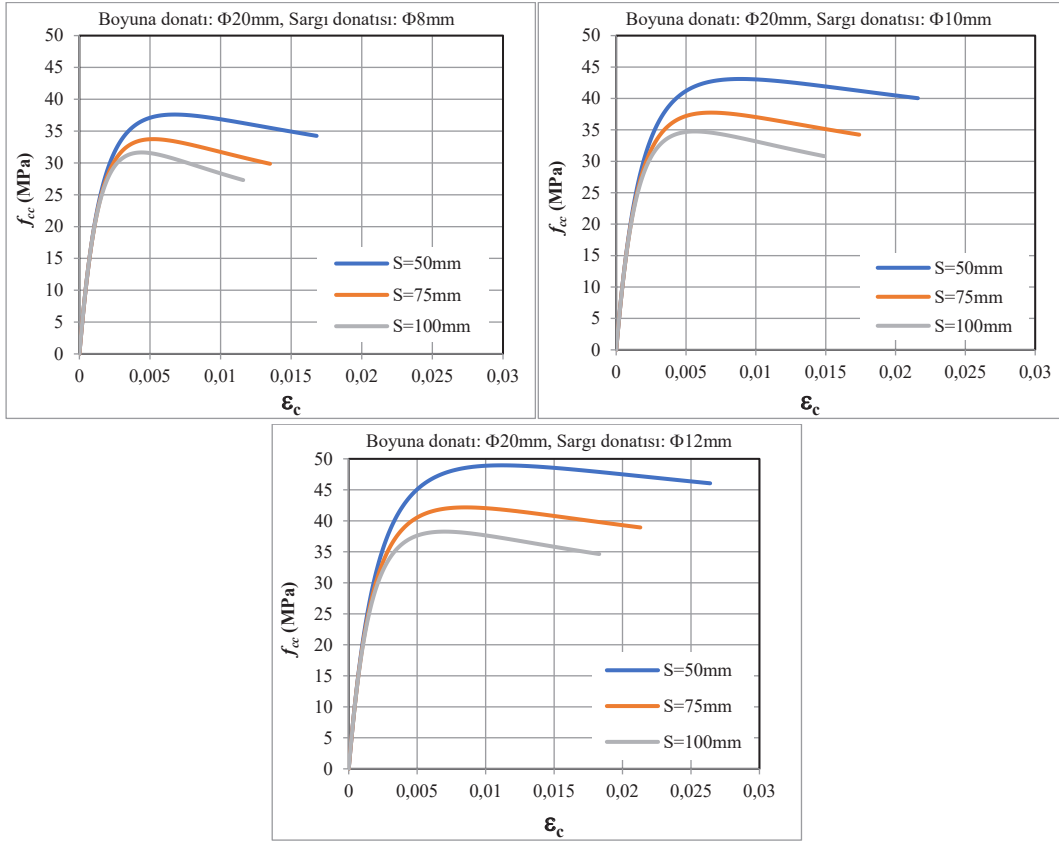 Boyuna donatı: Φ20mm, Sargı donatısı: Φ8mm
50
45
40
35
30
25
20
15
10
5
0
f_cc (MPa)
S=50mm
S=75mm
S=100mm
0 0,005 0,01 0,015 0,02 0,025 0,03
ε_c
Boyuna donatı: Φ20mm, Sargı donatısı: Φ10mm
50
45
40
35
30
25
20
15
10
5
0
f_cc (MPa)
S=50mm
S=75mm
S=100mm
0 0,005 0,01 0,015 0,02 0,025 0,03
ε_c
Boyuna donatı: Φ20mm, Sargı donatısı: Φ12mm
50
45
40
35
30
25
20
15
10
5
0
f_cc (MPa)
S=50mm
S=75mm
S=100mm
0 0,005 0,01 0,015 0,02 0,025 0,03
ε_c